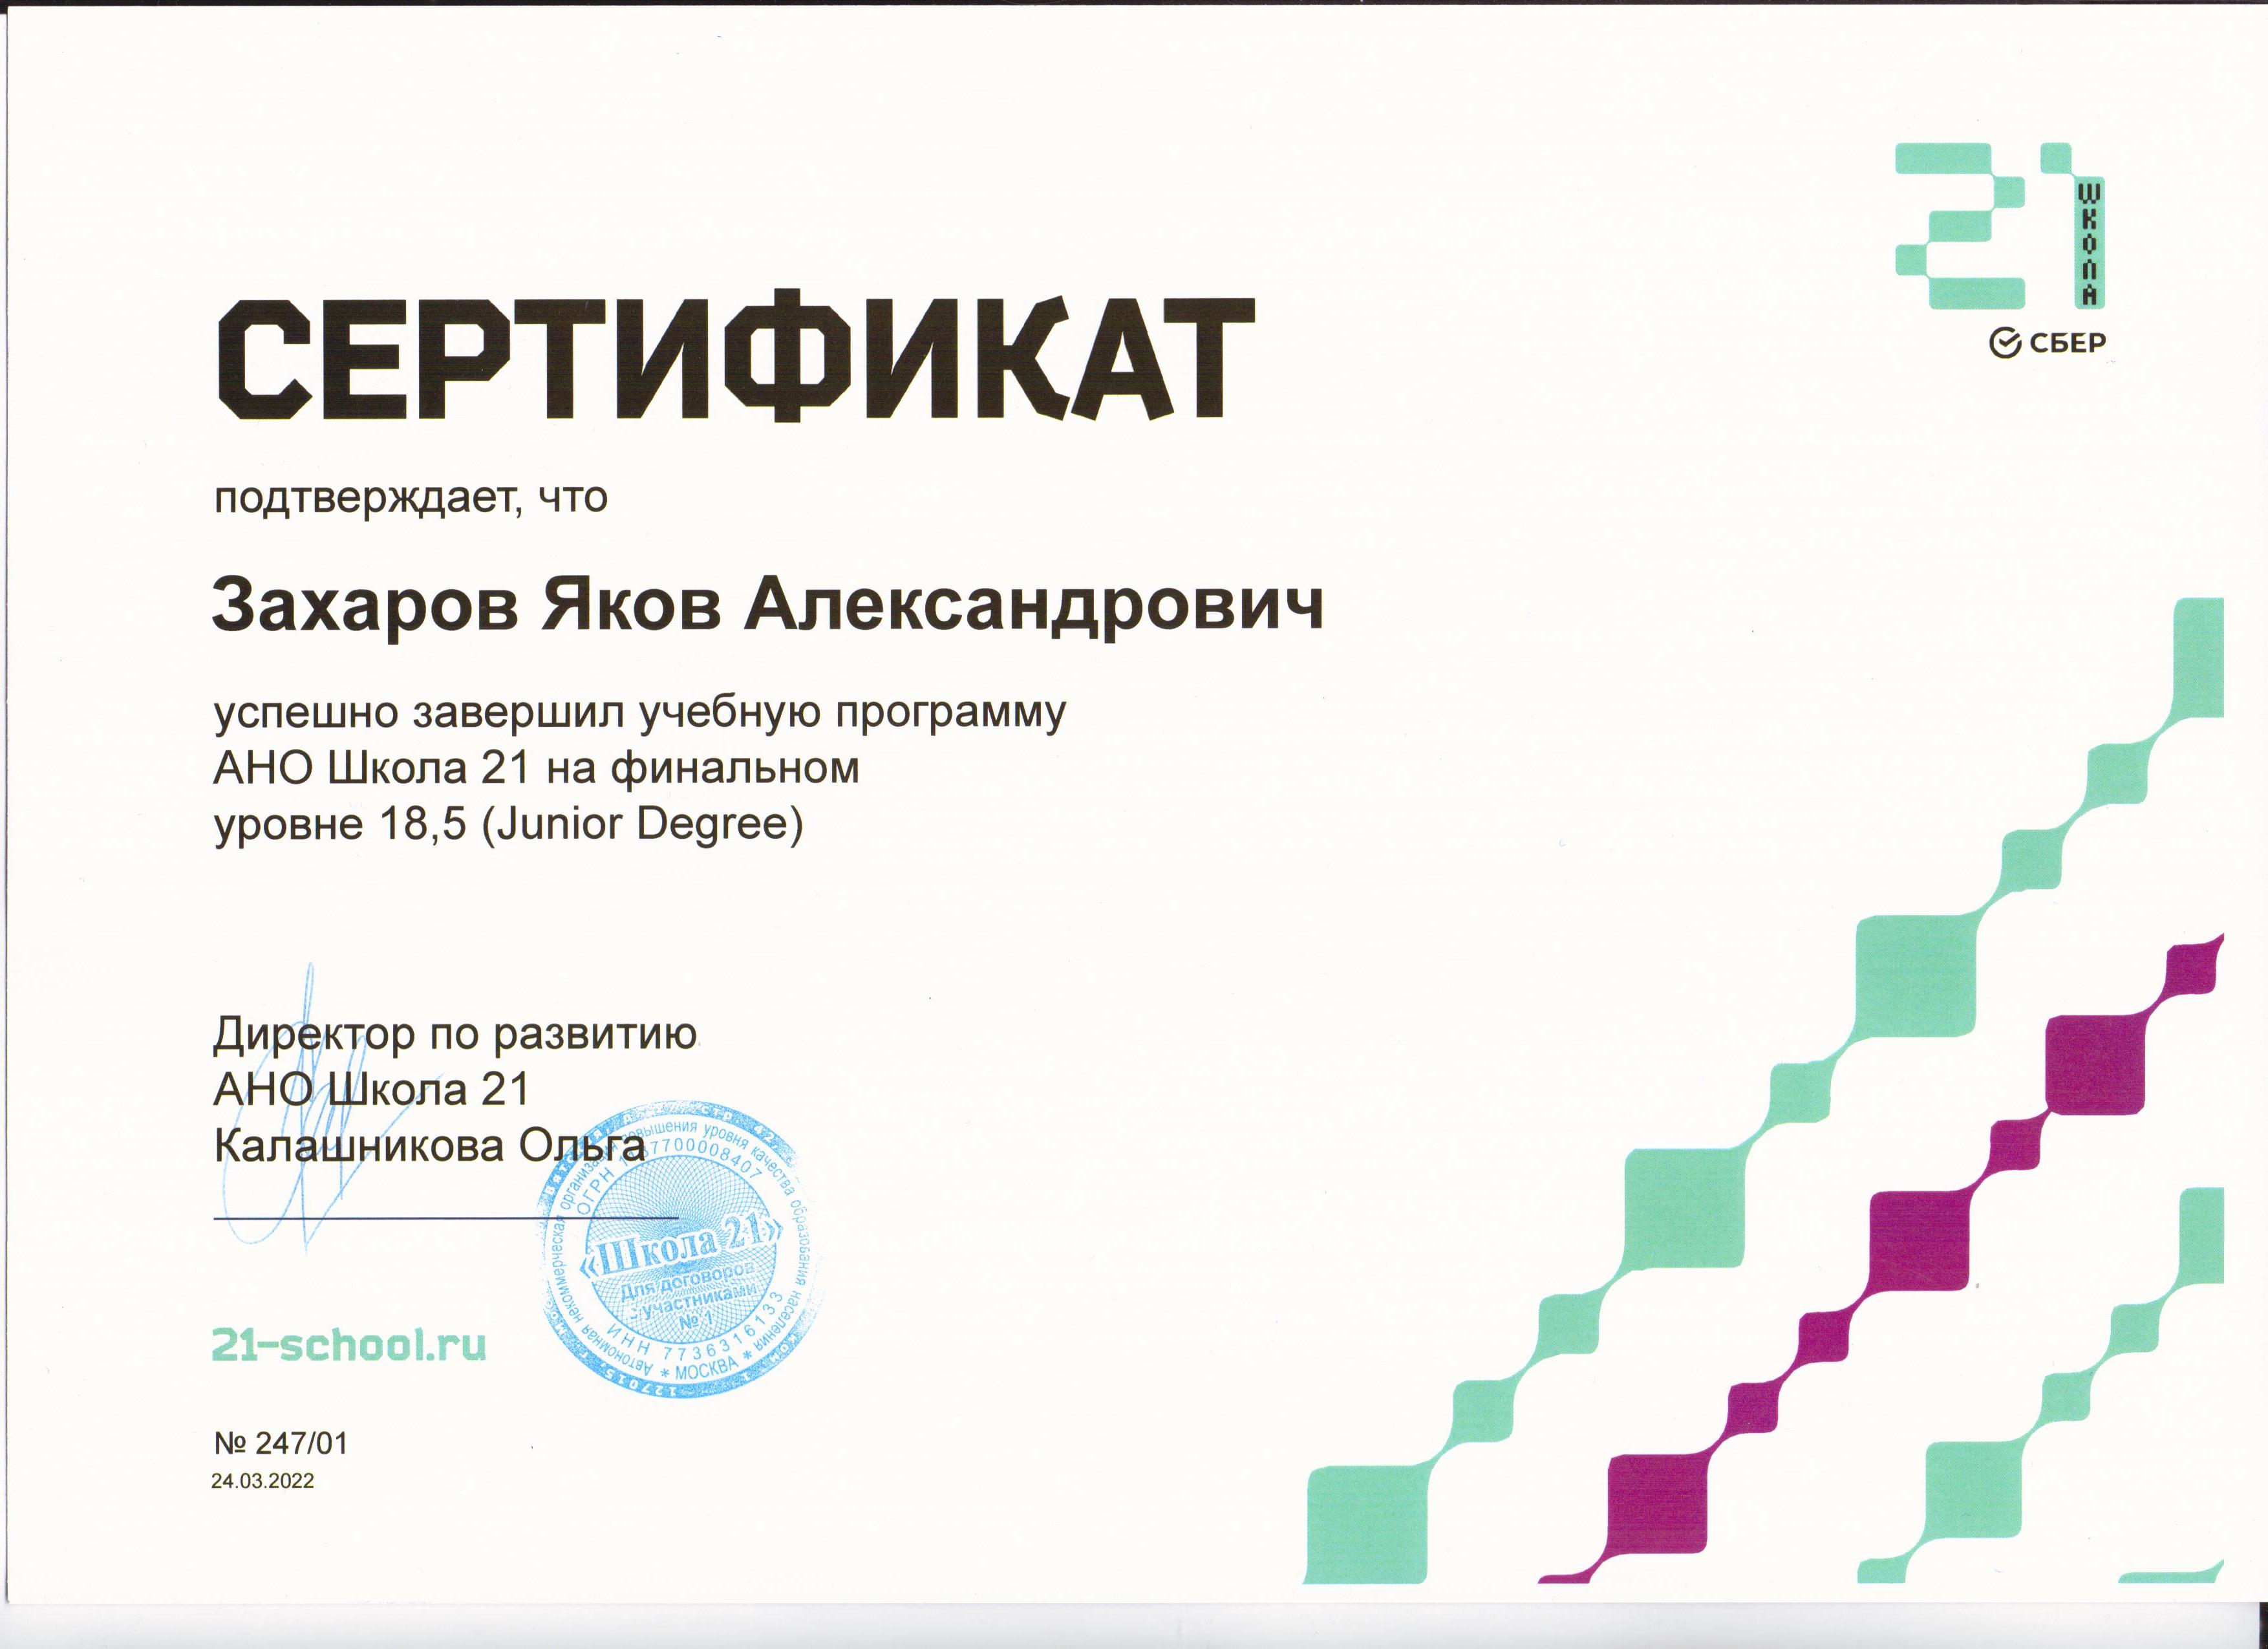 21
ШКОЛА
СБЕР
СЕРТИФИКАТ
подтверждает, что
Захаров Яков Александрович
успешно завершил учебную программу
АНО Школа 21 на финальном
уровне 18,5 (Junior Degree)
Директор по развитию
АНО Школа 21
Калашникова Ольга
Автономная некоммерческая организация повышения уровня качества образования населения
* МОСКВА *
ОГРН 1187700008407
«Школа 21»
Для договоров
с участниками
№ 1
ИНН 7736316133
127015, Г.
21-school.ru
№ 247/01
24.03.2022